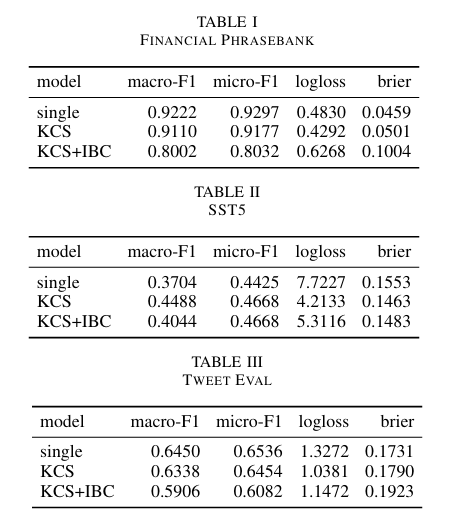 TABLE I
FINANCIAL PHRASEBANK
model macro-F1 micro-F1 logloss brier
single 0.9222 0.9297 0.4830 0.0459
KCS 0.9110 0.9177 0.4292 0.0501
KCS+IBC 0.8002 0.8032 0.6268 0.1004
TABLE II
SST5
model macro-F1 micro-F1 logloss brier
single 0.3704 0.4425 7.7227 0.1553
KCS 0.4488 0.4668 4.2133 0.1463
KCS+IBC 0.4044 0.4668 5.3116 0.1483
TABLE III
TWEET EVAL
model macro-F1 micro-F1 logloss brier
single 0.6450 0.6536 1.3272 0.1731
KCS 0.6338 0.6454 1.0381 0.1790
KCS+IBC 0.5906 0.6082 1.1472 0.1923